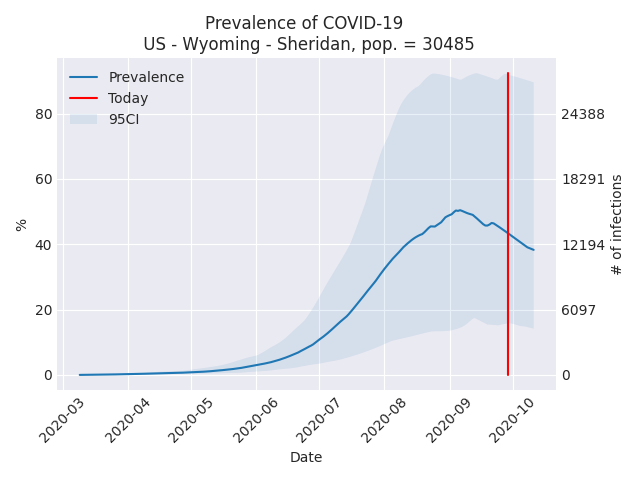 Prevalence of COVID-19
US - Wyoming - Sheridan, pop. = 30485
Prevalence
Today
95CI
80
60
40
20
0
%
24388
18291
12194
6097
0
# of infections
2020-03
2020-04
2020-05
2020-06
2020-07
2020-08
2020-09
2020-10
Date